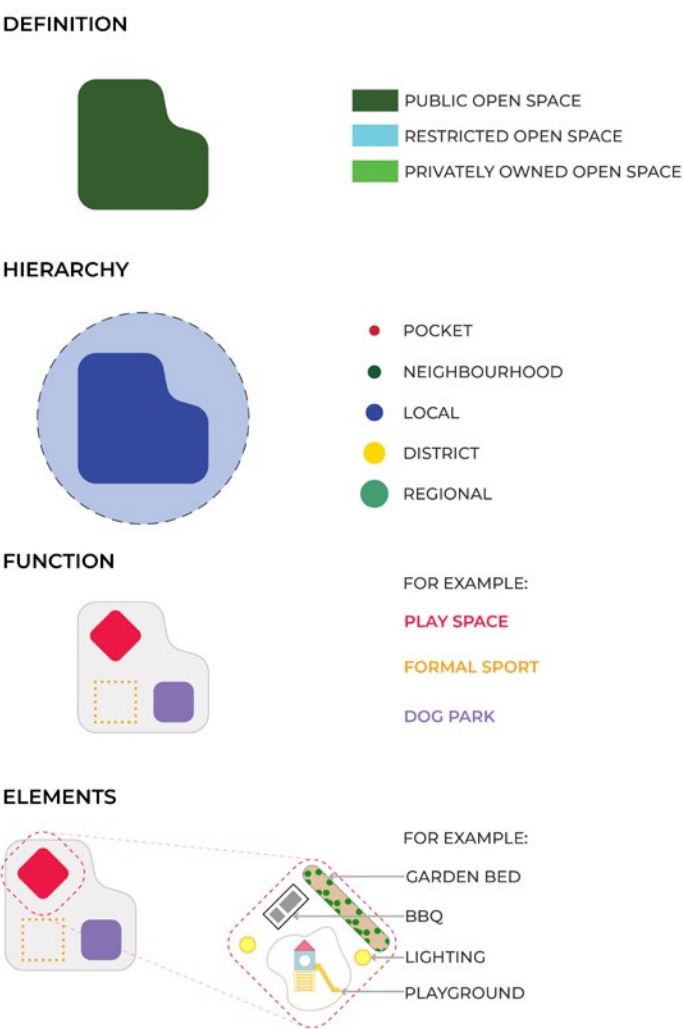 DEFINITION
PUBLIC OPEN SPACE
RESTRICTED OPEN SPACE
PRIVATELY OWNED OPEN SPACE
HIERARCHY
POCKET
NEIGHBOURHOOD
LOCAL
DISTRICT
REGIONAL
FUNCTION
FOR EXAMPLE:
PLAY SPACE
FORMAL SPORT
DOG PARK
ELEMENTS
FOR EXAMPLE:
GARDEN BED
BBQ
LIGHTING
PLAYGROUND